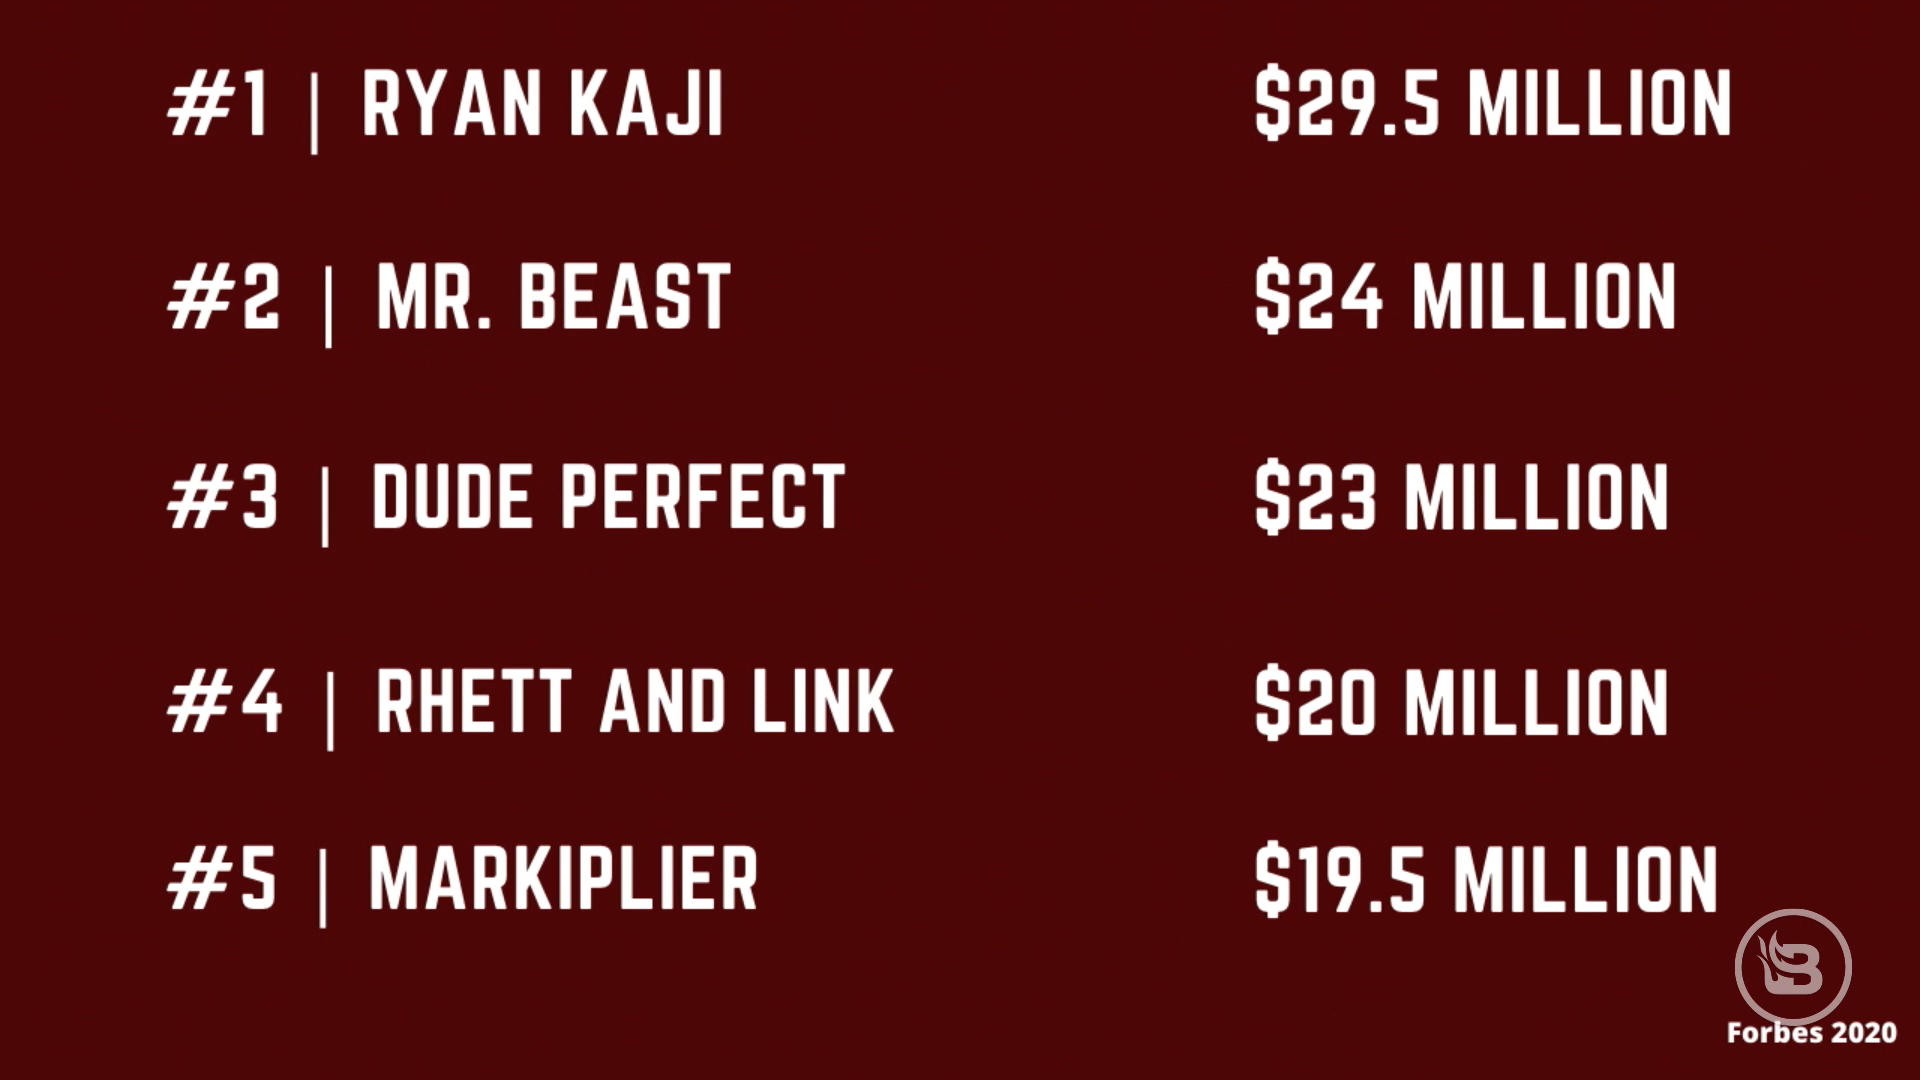 #1 | RYAN KAJI $29.5 MILLION
#2 | MR. BEAST $24 MILLION
#3 | DUDE PERFECT $23 MILLION
#4 | RHETT AND LINK $20 MILLION
#5 | MARKIPLIER $19.5 MILLION
B
Forbes 2020